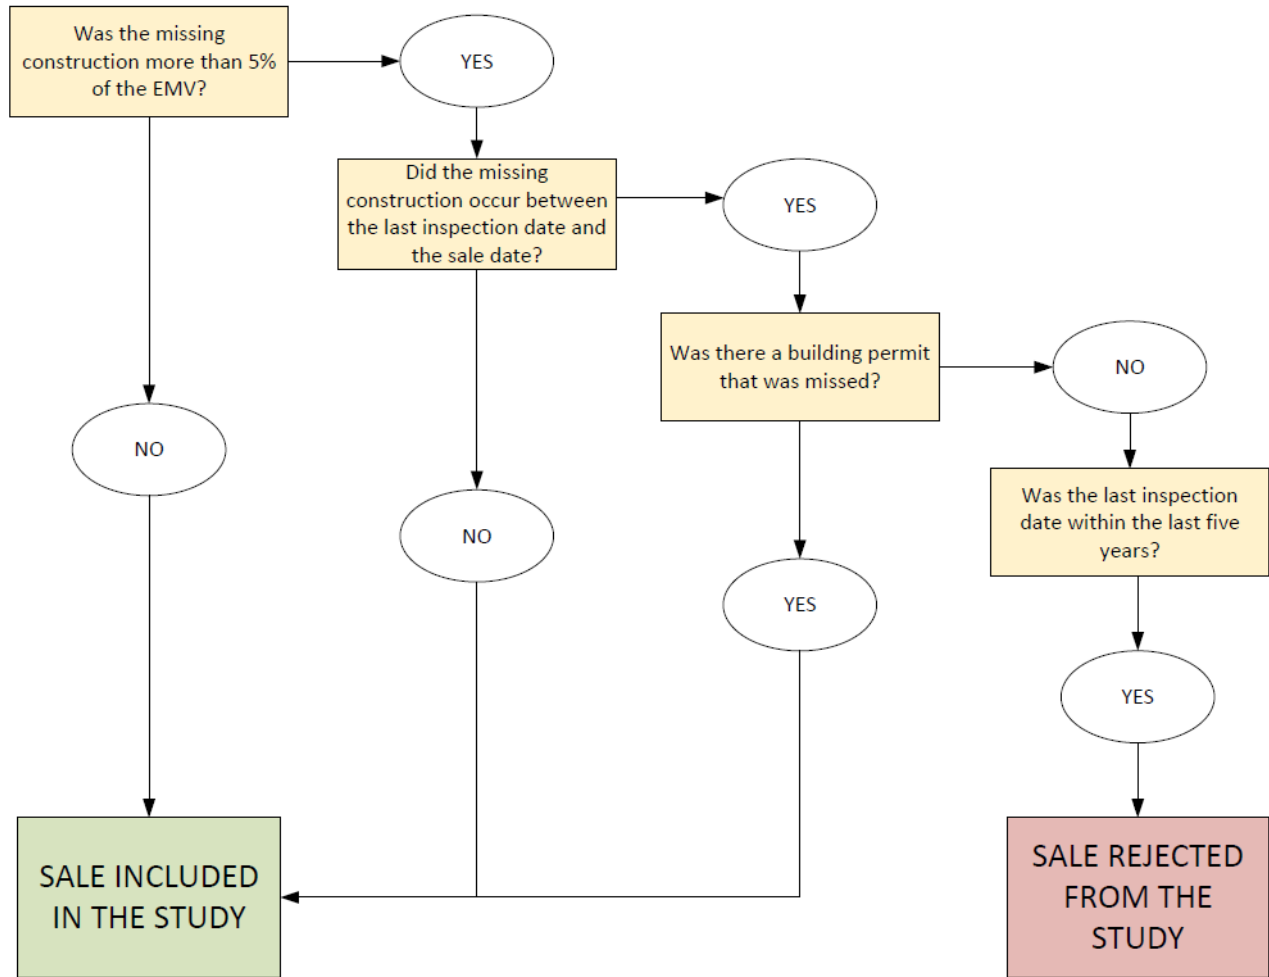 Was the missing
construction more than 5%
of the EMV?
YES
Did the missing
construction occur between
the last inspection date and
the sale date?
YES
Was there a building permit
that was missed?
NO
NO
Was the last inspection
date within the last five
years?
NO
YES
YES
SALE INCLUDED
IN THE STUDY
SALE REJECTED
FROM THE
STUDY